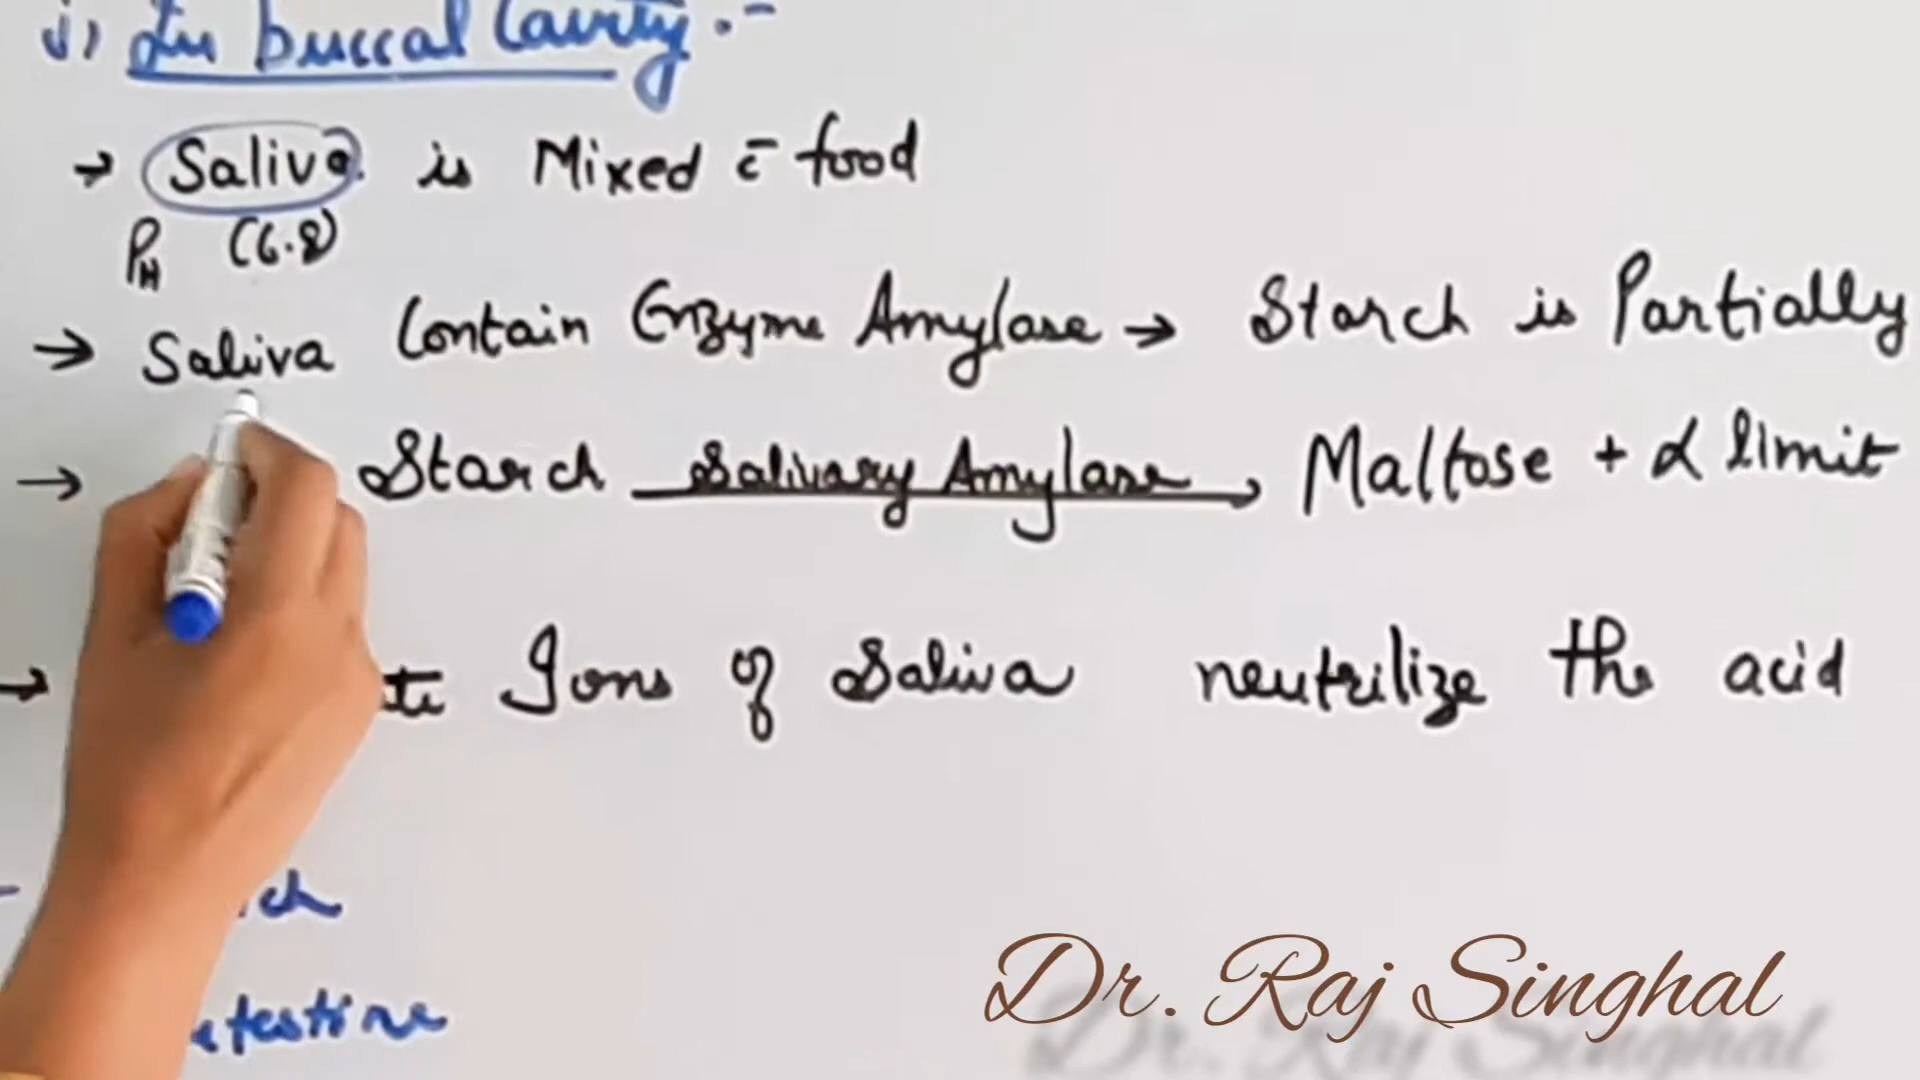 i) In buccal Cavity :-
→ Saliva is Mixed c̄ food
PH (6.8)
→ Saliva Contain Enzyme Amylase → Starch is Partially
→ Starch Salivary Amylase → Maltose + α limit
→ Ions of Saliva neutrilize the acid
Dr. Raj Singhal